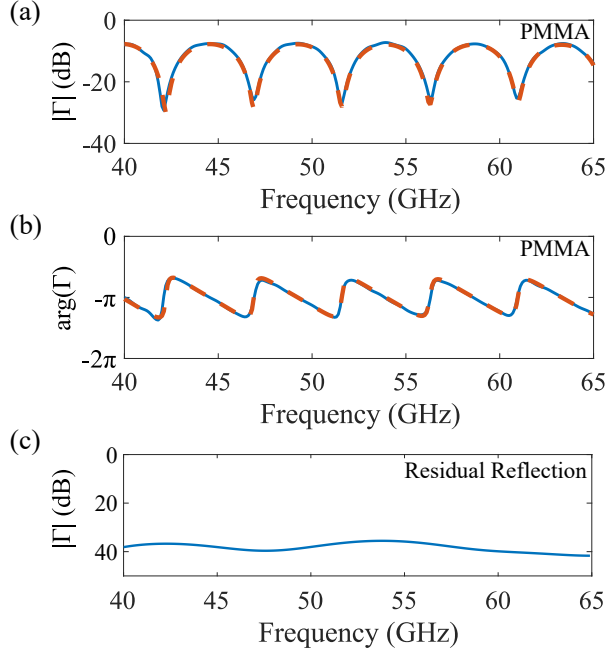 (a)
PMMA
|Γ| (dB)
0
-20
-40
40 45 50 55 60 65
Frequency (GHz)
(b)
PMMA
arg(Γ)
0
-π
-2π
40 45 50 55 60 65
Frequency (GHz)
(c)
Residual Reflection
|Γ| (dB)
0
20
40
40 45 50 55 60 65
Frequency (GHz)